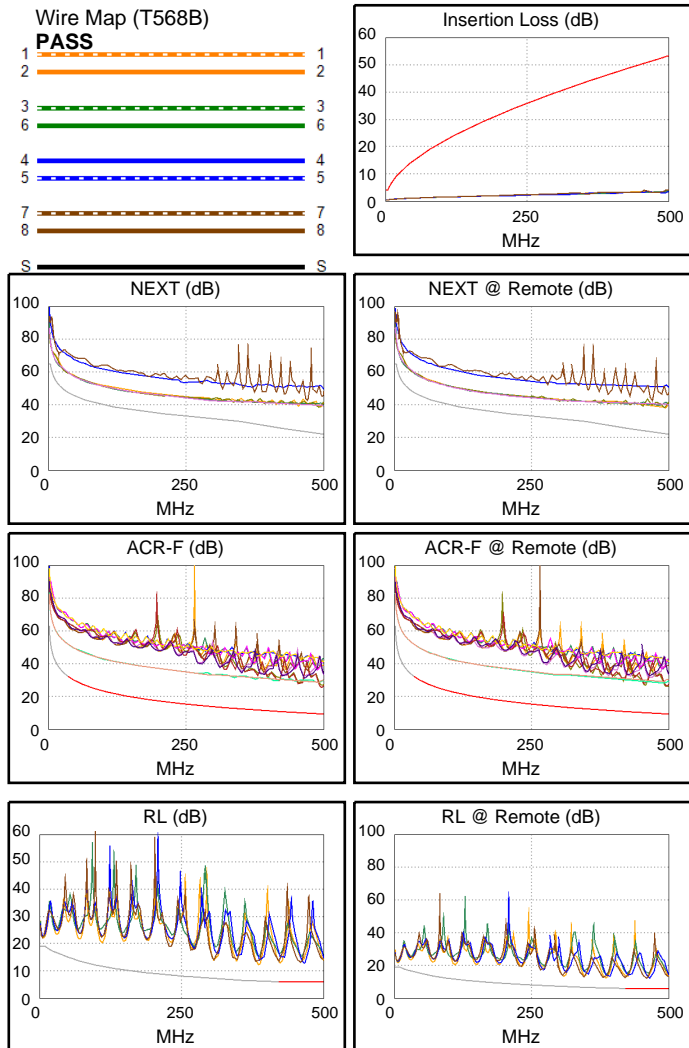 Wire Map (T568B)
PASS
1 1
2 2
3 3
6 6
4 4
5 5
7 7
8 8
S S
Insertion Loss (dB)
60
50
40
30
20
10
0
0 250 500
MHz
NEXT (dB)
100
80
60
40
20
0
0 250 500
MHz
NEXT @ Remote (dB)
100
80
60
40
20
0
0 250 500
MHz
ACR-F (dB)
100
80
60
40
20
0
0 250 500
MHz
ACR-F @ Remote (dB)
100
80
60
40
20
0
0 250 500
MHz
RL (dB)
60
50
40
30
20
10
0
0 250 500
MHz
RL @ Remote (dB)
100
80
60
40
20
0
0 250 500
MHz